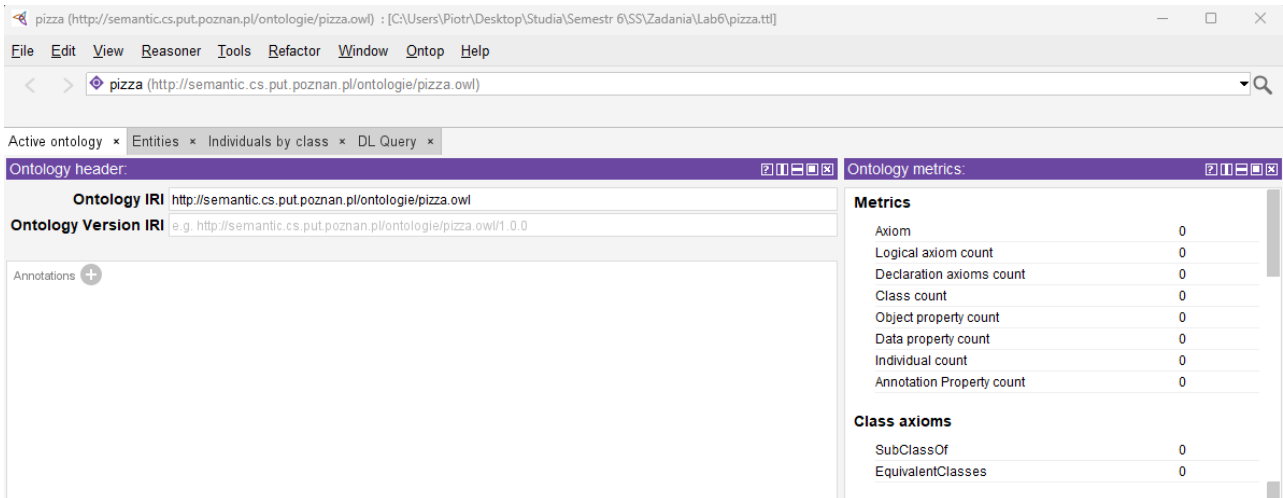 pizza (http://semantic.cs.put.poznan.pl/ontologie/pizza.owl) : [C:\Users\Piotr\Desktop\Studia\Semestr 6\SS\Zadania\Lab6\pizza.ttl]
File Edit View Reasoner Tools Refactor Window Ontop Help
pizza (http://semantic.cs.put.poznan.pl/ontologie/pizza.owl)
Active ontology × Entities × Individuals by class × DL Query ×
Ontology header:
Ontology IRI http://semantic.cs.put.poznan.pl/ontologie/pizza.owl
Ontology Version IRI e.g. http://semantic.cs.put.poznan.pl/ontologie/pizza.owl/1.0.0
Annotations
Ontology metrics:
Metrics
Axiom 0
Logical axiom count 0
Declaration axioms count 0
Class count 0
Object property count 0
Data property count 0
Individual count 0
Annotation Property count 0
Class axioms
SubClassOf 0
EquivalentClasses 0